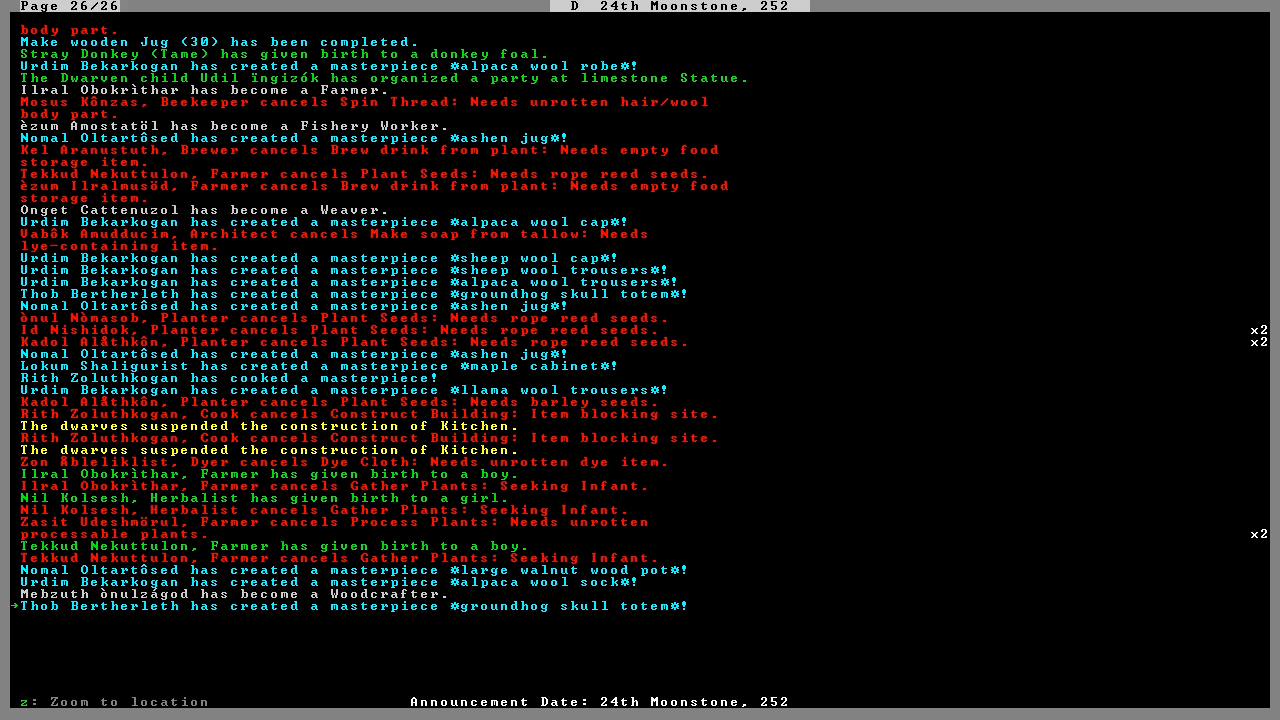 Page 26/26 D 24th Moonstone, 252
body part.
Make wooden Jug (30) has been completed.
Stray Donkey (Tame) has given birth to a donkey foal.
Urdim Bekarkogan has created a masterpiece ☼alpaca wool robe☼!
The Dwarven child Udil ïngizók has organized a party at limestone Statue.
Ilral Obokrìthar has become a Farmer.
Mosus Kônzas, Beekeeper cancels Spin Thread: Needs unrotten hair/wool
body part.
èzum Amostatöl has become a Fishery Worker.
Nomal Oltartôsed has created a masterpiece ☼ashen jug☼!
Kel Aranustuth, Brewer cancels Brew drink from plant: Needs empty food
storage item.
Tekkud Nekuttulon, Farmer cancels Plant Seeds: Needs rope reed seeds.
èzum Ilralmusöd, Farmer cancels Brew drink from plant: Needs empty food
storage item.
Onget Gattenuzol has become a Weaver.
Urdim Bekarkogan has created a masterpiece ☼alpaca wool cap☼!
Vabôk Amudducim, Architect cancels Make soap from tallow: Needs
lye-containing item.
Urdim Bekarkogan has created a masterpiece ☼sheep wool cap☼!
Urdim Bekarkogan has created a masterpiece ☼sheep wool trousers☼!
Urdim Bekarkogan has created a masterpiece ☼alpaca wool trousers☼!
Thob Bertherleth has created a masterpiece ☼groundhog skull totem☼!
Nomal Oltartôsed has created a masterpiece ☼ashen jug☼!
ònul Nòmasob, Planter cancels Plant Seeds: Needs rope reed seeds.
Id Nishidok, Planter cancels Plant Seeds: Needs rope reed seeds. x2
Kadol Alåthkôn, Planter cancels Plant Seeds: Needs rope reed seeds. x2
Nomal Oltartôsed has created a masterpiece ☼ashen jug☼!
Lokum Shaligurist has created a masterpiece ☼maple cabinet☼!
Rith Zoluthkogan has cooked a masterpiece!
Urdim Bekarkogan has created a masterpiece ☼llama wool trousers☼!
Kadol Alåthkôn, Planter cancels Plant Seeds: Needs barley seeds.
Rith Zoluthkogan, Cook cancels Construct Building: Item blocking site.
The dwarves suspended the construction of Kitchen.
Rith Zoluthkogan, Cook cancels Construct Building: Item blocking site.
The dwarves suspended the construction of Kitchen.
Zon Åbleliklist, Dyer cancels Dye Cloth: Needs unrotten dye item.
Ilral Obokrìthar, Farmer has given birth to a boy.
Ilral Obokrìthar, Farmer cancels Gather Plants: Seeking Infant.
Nil Kolsesh, Herbalist has given birth to a girl.
Nil Kolsesh, Herbalist cancels Gather Plants: Seeking Infant.
Zasit Udeshmörul, Farmer cancels Process Plants: Needs unrotten
processable plants. x2
Tekkud Nekuttulon, Farmer has given birth to a boy.
Tekkud Nekuttulon, Farmer cancels Gather Plants: Seeking Infant.
Nomal Oltartôsed has created a masterpiece ☼large walnut wood pot☼!
Urdim Bekarkogan has created a masterpiece ☼alpaca wool sock☼!
Mebzuth ònulzágod has become a Woodcrafter.
→Thob Bertherleth has created a masterpiece ☼groundhog skull totem☼!
z: Zoom to location Announcement Date: 24th Moonstone, 252